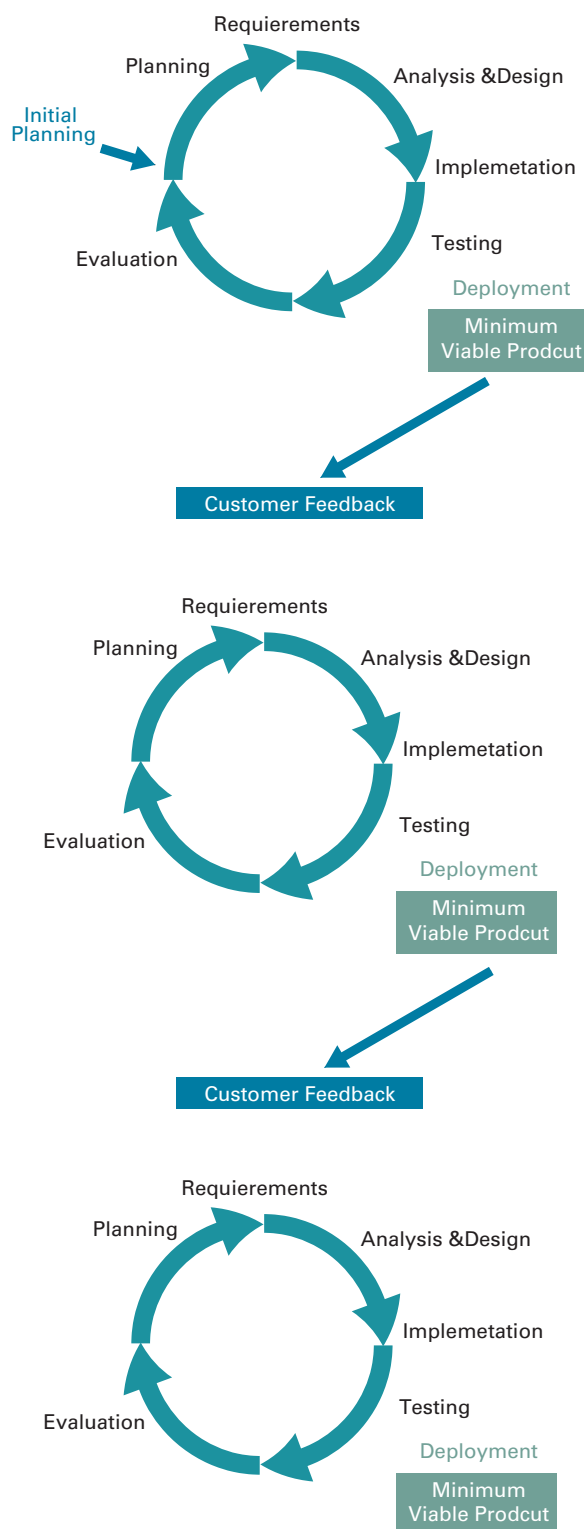 Requierements
Planning
Analysis &Design
Initial
Planning
Implemetation
Testing
Evaluation
Deployment
Minimum
Viable Prodcut
Customer Feedback
Requierements
Planning
Analysis &Design
Implemetation
Testing
Evaluation
Deployment
Minimum
Viable Prodcut
Customer Feedback
Requierements
Planning
Analysis &Design
Implemetation
Testing
Evaluation
Deployment
Minimum
Viable Prodcut